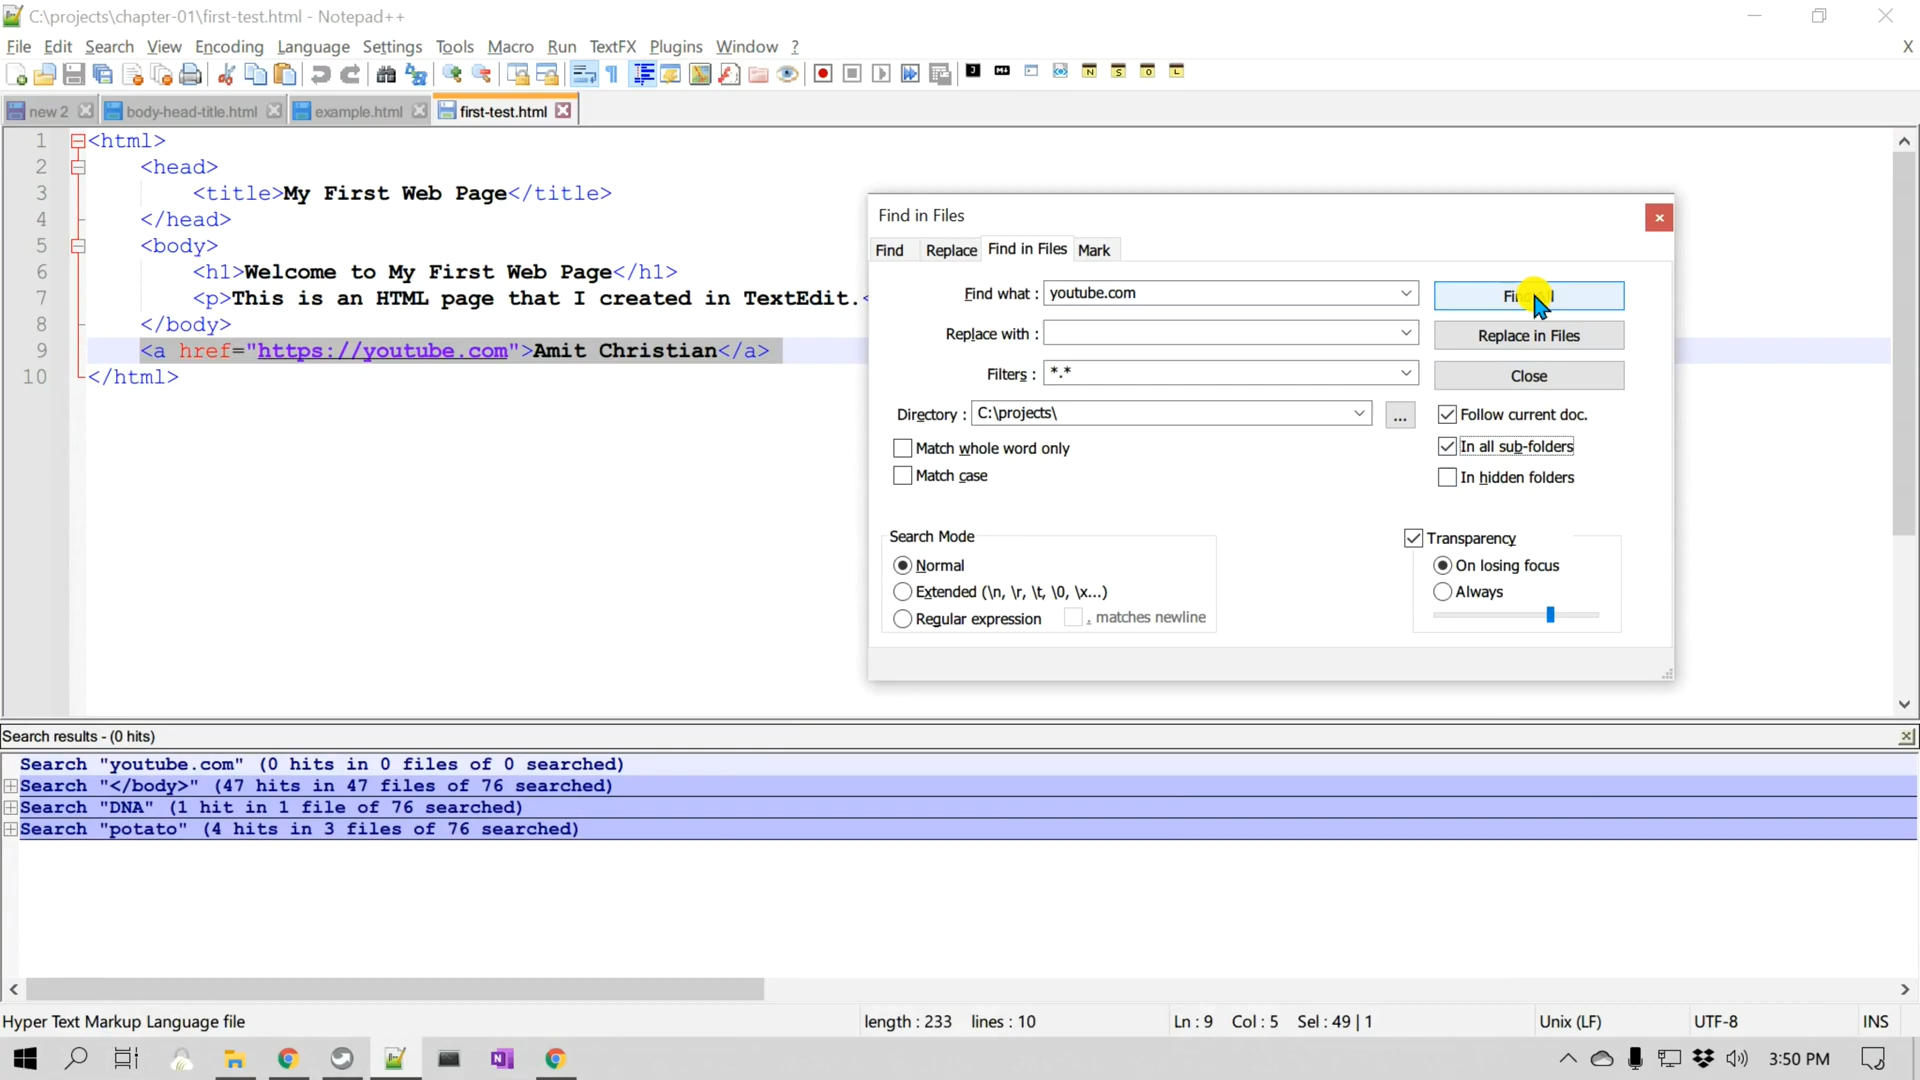 C:\projects\chapter-01\first-test.html - Notepad++
File Edit Search View Encoding Language Settings Tools Macro Run TextFX Plugins Window ? X
new 2 body-head-title.html example.html first-test.html
1 <html>
2 <head>
3 <title>My First Web Page</title>
4 </head>
5 <body>
6 <h1>Welcome to My First Web Page</h1>
7 <p>This is an HTML page that I created in TextEdit.<
8 </body>
9 <a href="https://youtube.com">Amit Christian</a>
10 </html>
Find in Files
Find Replace Find in Files Mark
Find what : youtube.com
Replace with : Replace in Files
Filters : *.* Close
Directory : C:\projects\ ... Follow current doc.
Match whole word only In all sub-folders
Match case In hidden folders
Search Mode Transparency
Normal On losing focus
Extended (\n, \r, \t, \0, \x...) Always
Regular expression . matches newline
Search results - (0 hits)
Search "youtube.com" (0 hits in 0 files of 0 searched)
Search "</body>" (47 hits in 47 files of 76 searched)
Search "DNA" (1 hit in 1 file of 76 searched)
Search "potato" (4 hits in 3 files of 76 searched)
Hyper Text Markup Language file length : 233 lines : 10 Ln : 9 Col : 5 Sel : 49 | 1 Unix (LF) UTF-8 INS
3:50 PM